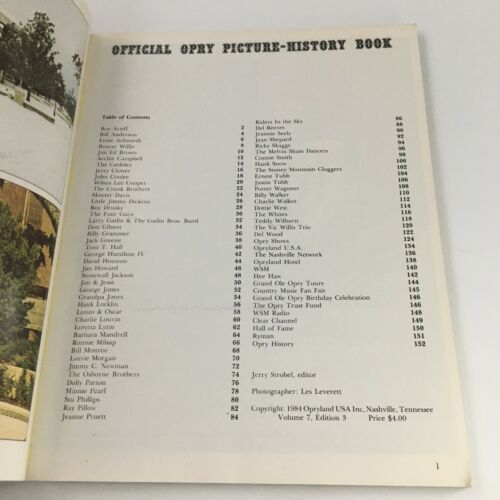 OFFICIAL OPRY PICTURE-HISTORY BOOK
Table of Contents
Roy Acuff 2
Bill Anderson 4
Ernie Ashworth 6
Boxcar Willie 8
Jim Ed Brown 10
Archie Campbell 12
The Carlisles 14
Jerry Clower 16
John Conlee 18
Wilma Lee Cooper 20
The Crook Brothers 22
Skeeter Davis 24
Little Jimmy Dickens 26
Roy Drusky 28
The Four Guys 30
Larry Gatlin & The Gatlin Bros. Band 32
Don Gibson 34
Billy Grammer 36
Jack Greene 38
Tom T. Hall 40
George Hamilton IV 42
David Houston 44
Jan Howard 46
Stonewall Jackson 48
Jim & Jesse 50
George Jones 52
Grandpa Jones 54
Hank Locklin 56
Lonzo & Oscar 58
Charlie Louvin 60
Loretta Lynn 62
Barbara Mandrell 64
Ronnie Milsap 66
Bill Monroe 68
Lorrie Morgan 70
Jimmy C. Newman 72
The Osborne Brothers 74
Dolly Parton 76
Minnie Pearl 78
Stu Phillips 80
Ray Pillow 82
Jeanne Pruett 84
Riders In the Sky 86
Del Reeves 88
Jeannie Seely 90
Jean Shepard 92
Ricky Skaggs 94
The Melvin Sloan Dancers 96
Connie Smith 98
Hank Snow 100
The Stoney Mountain Cloggers 102
Ernest Tubb 104
Justin Tubb 106
Porter Wagoner 108
Billy Walker 110
Charlie Walker 112
Dottie West 114
The Whites 116
Teddy Wilburn 118
The Vic Willis Trio 120
Del Wood 122
Opry Shows 124
Opryland U.S.A. 134
The Nashville Network 136
Opryland Hotel 138
WSM 140
Hee Haw 142
Grand Ole Opry Tours 144
Country Music Fan Fair 145
Grand Ole Opry Birthday Celebration 146
The Opry Trust Fund 146
WSM Radio 148
Clear Channel 149
Hall of Fame 150
Ryman 151
Opry History 152
Jerry Strobel, editor
Photographer: Les Leverett
Copyright: 1984 Opryland USA Inc, Nashville, Tennessee
Volume 7, Edition 3 Price $4.00
1